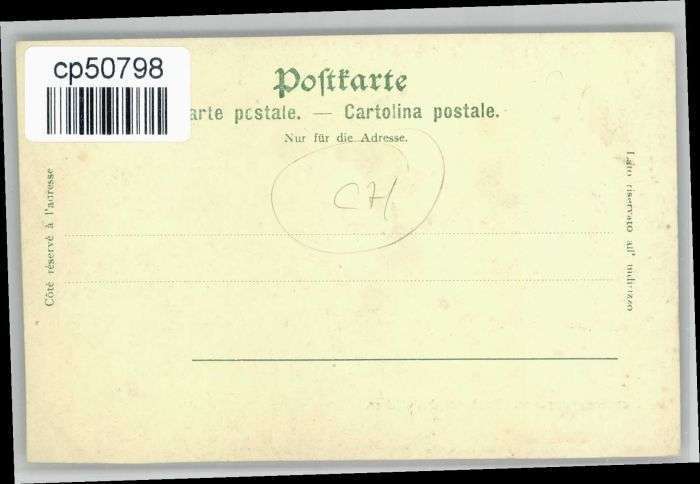 cp50798
Postkarte
arte postale. — Cartolina postale.
Nur für die Adresse.
CH
Côté réservé à l'adresse
Lato riservato all' indirizzo